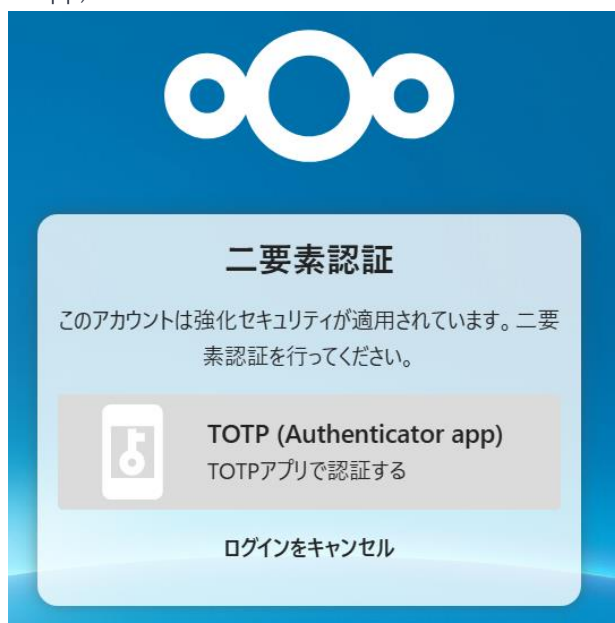 二要素認証
このアカウントは強化セキュリティが適用されています。二要
素認証を行ってください。
TOTP (Authenticator app)
TOTPアプリで認証する
ログインをキャンセル